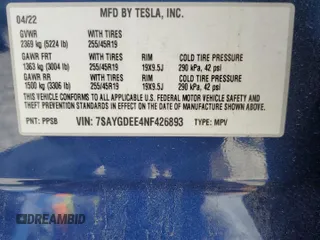 MFD BY TESLA, INC.
04/22
GVWR WITH TIRES
2369 kg (5224 lb) 255/45R19
GAWR FRT WITH TIRES RIM COLD TIRE PRESSURE
1363 kg (3004 lb) 255/45R19 19X9.5J 290 kPa, 42 psi
GAWR RR WITH TIRES RIM COLD TIRE PRESSURE
1500 kg (3306 lb) 255/45R19 19X9.5J 290 kPa, 42 psi
THIS VEHICLE CONFORMS TO ALL APPLICABLE FEDERAL MOTOR VEHICLE
SAFETY AND THEFT PREVENTION STANDARDS IN EFFECT ON THE DATE OF
MANUFACTURE SHOWN ABOVE.
PNT: PPSB VIN: 7SAYGDEE4NF426893 TYPE: MPV
DREAMBID